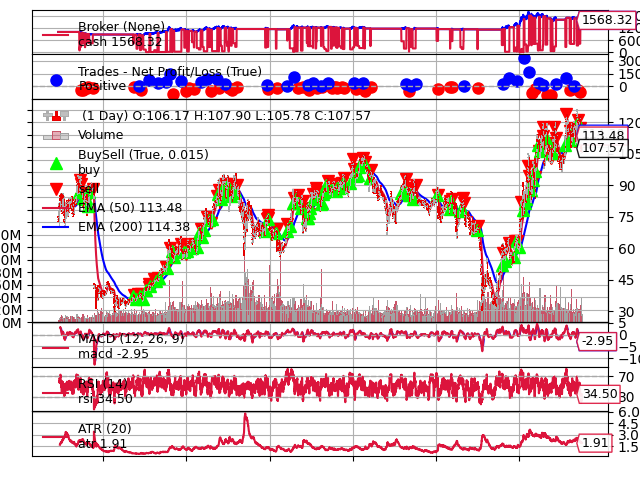 Broker (None)
cash 1568.32
1568.32
600
0
Trades - Net Profit/Loss (True)
Positive
300
150
0
(1 Day) O:106.17 H:107.90 L:105.78 C:107.57
Volume
BuySell (True, 0.015)
buy
sell
EMA (50) 113.48
EMA (200) 114.38
120
113.48
107.57
90
75
60
45
30
0M
MACD (12, 26, 9)
macd -2.95
5
0
-2.95
-5
-10
RSI (14)
rsi 34.50
70
34.50
30
ATR (20)
atr 1.91
6.0
4.5
3.0
1.91
1.5